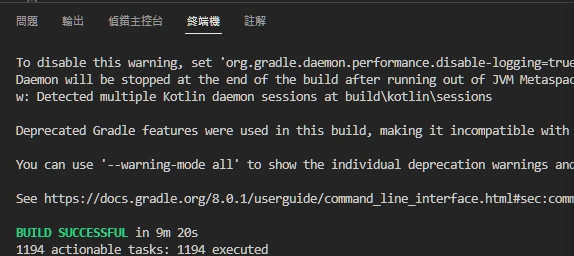 問題 輸出 偵錯主控台 終端機 註解
To disable this warning, set 'org.gradle.daemon.performance.disable-logging=true
Daemon will be stopped at the end of the build after running out of JVM Metaspac
w: Detected multiple Kotlin daemon sessions at build\kotlin\sessions
Deprecated Gradle features were used in this build, making it incompatible with
You can use '--warning-mode all' to show the individual deprecation warnings and
See https://docs.gradle.org/8.0.1/userguide/command_line_interface.html#sec:comm
BUILD SUCCESSFUL in 9m 20s
1194 actionable tasks: 1194 executed